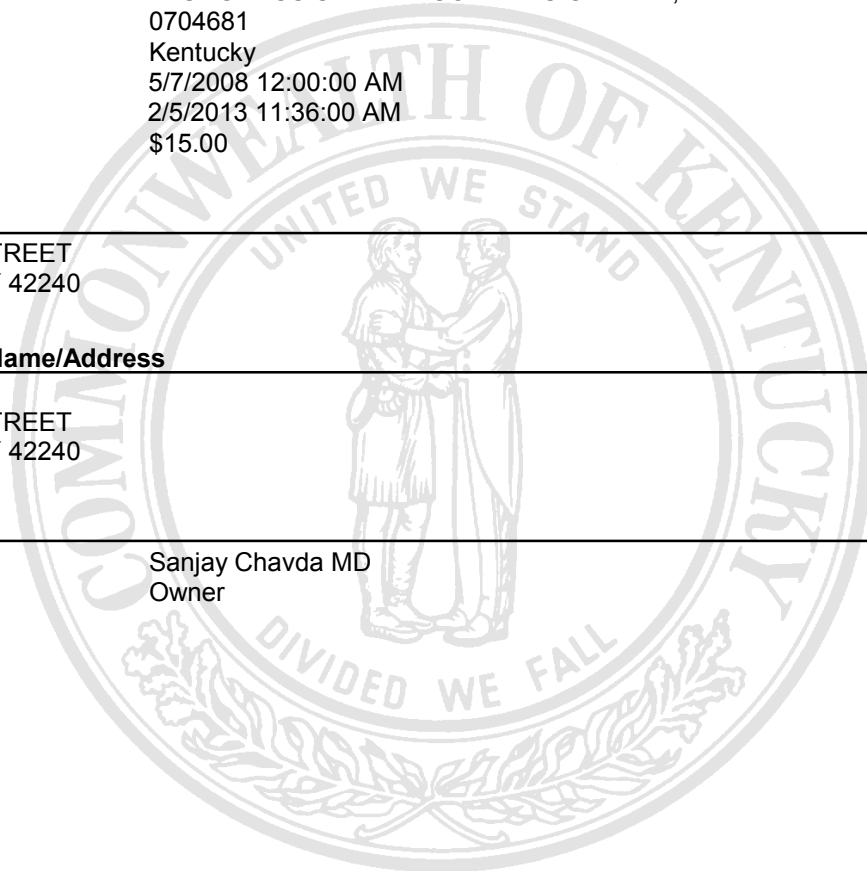 0704681
Kentucky
5/7/2008 12:00:00 AM
2/5/2013 11:36:00 AM
$15.00
TREET
42240
lame/Address
TREET
42240
Sanjay Chavda MD
Owner
COMMONWEALTH OF KENTUCKY
UNITED WE STAND
DIVIDED WE FALL